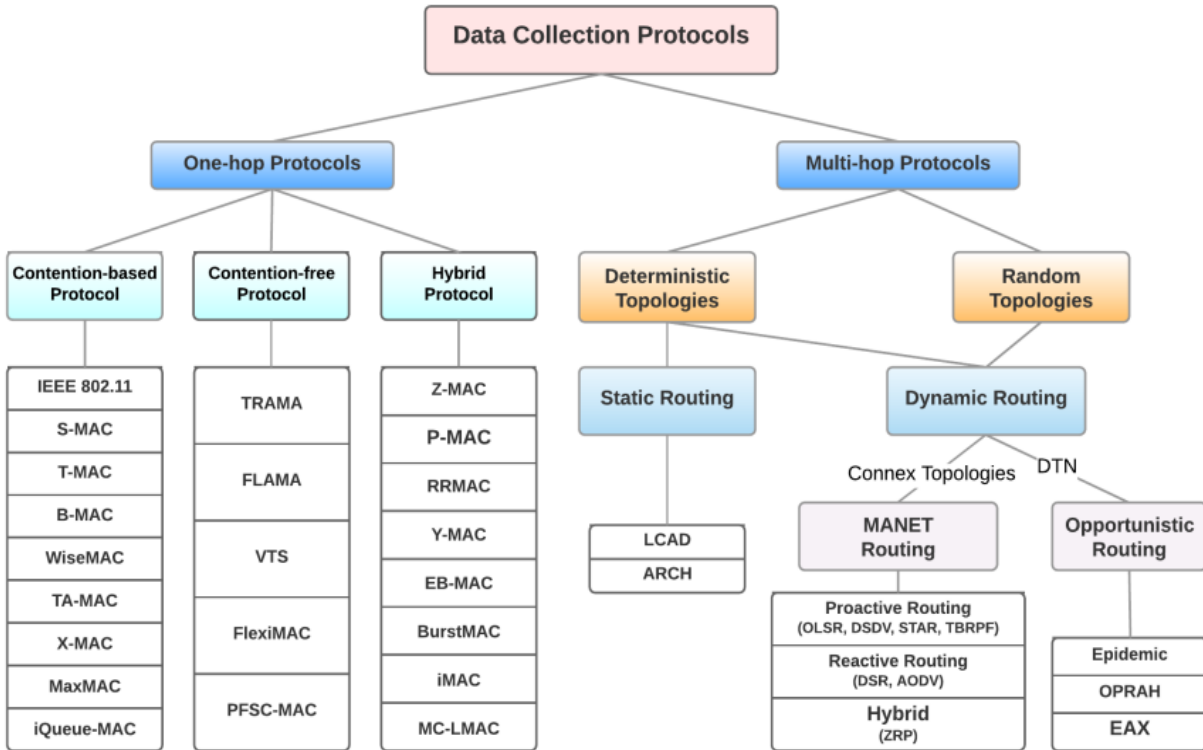 Data Collection Protocols
One-hop Protocols
Multi-hop Protocols
Contention-based
Protocol
Contention-free
Protocol
Hybrid
Protocol
Deterministic
Topologies
Random
Topologies
IEEE 802.11
S-MAC
T-MAC
B-MAC
WiseMAC
TA-MAC
X-MAC
MaxMAC
iQueue-MAC
TRAMA
FLAMA
VTS
FlexiMAC
PFSC-MAC
Z-MAC
P-MAC
RRMAC
Y-MAC
EB-MAC
BurstMAC
iMAC
MC-LMAC
Static Routing
Dynamic Routing
LCAD
ARCH
Connex Topologies
DTN
MANET
Routing
Opportunistic
Routing
Proactive Routing
(OLSR, DSDV, STAR, TBRPF)
Reactive Routing
(DSR, AODV)
Hybrid
(ZRP)
Epidemic
OPRAH
EAX